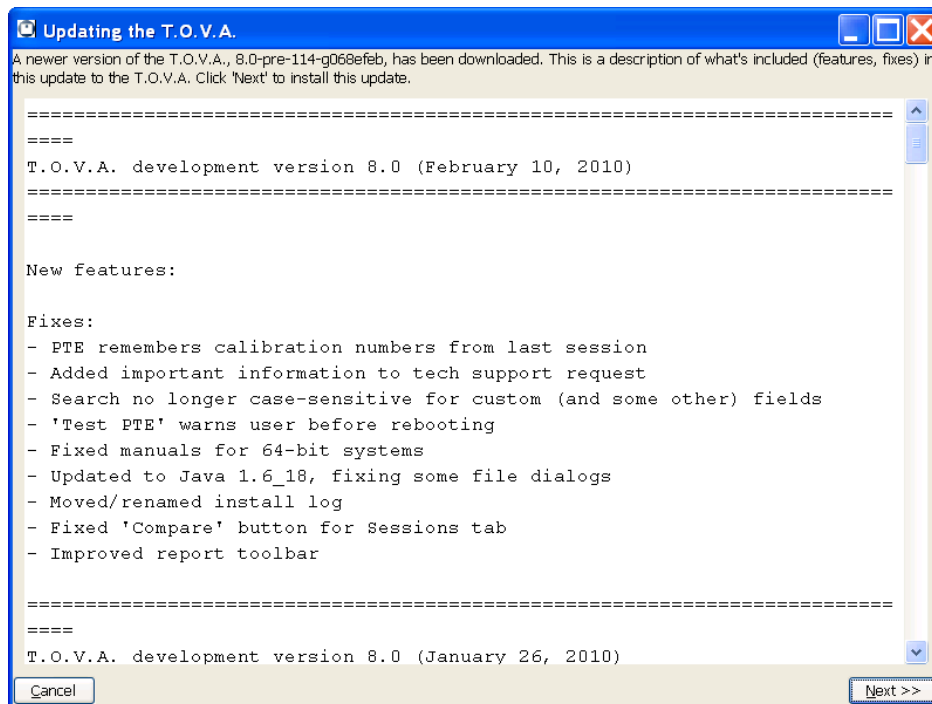 Updating the T.O.V.A.
A newer version of the T.O.V.A., 8.0-pre-114-g068efeb, has been downloaded. This is a description of what's included (features, fixes) in
this update to the T.O.V.A. Click 'Next' to install this update.
==========================================================================
====
T.O.V.A. development version 8.0 (February 10, 2010)
==========================================================================
====
New features:
Fixes:
- PTE remembers calibration numbers from last session
- Added important information to tech support request
- Search no longer case-sensitive for custom (and some other) fields
- 'Test PTE' warns user before rebooting
- Fixed manuals for 64-bit systems
- Updated to Java 1.6_18, fixing some file dialogs
- Moved/renamed install log
- Fixed 'Compare' button for Sessions tab
- Improved report toolbar
==========================================================================
====
T.O.V.A. development version 8.0 (January 26, 2010)
Cancel
Next >>